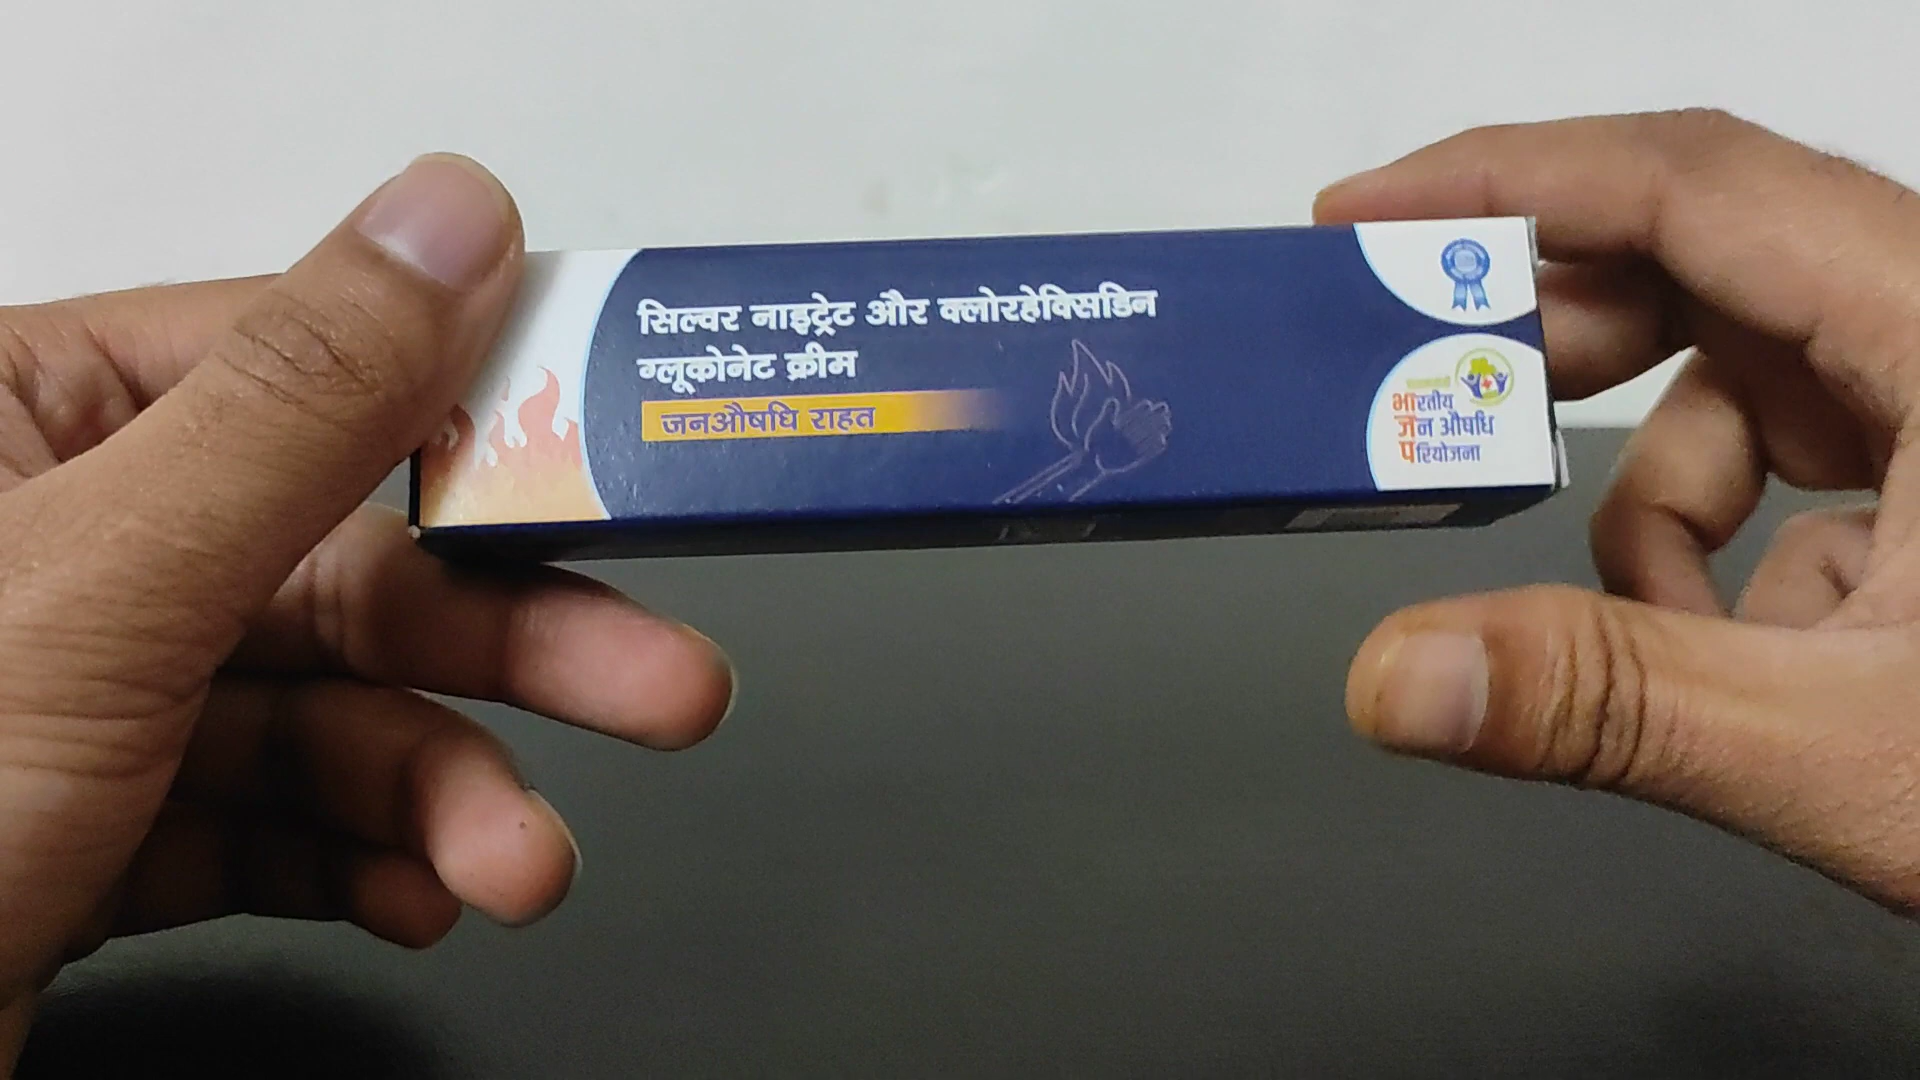 सिल्वर नाइट्रेट और क्लोरहेक्सिडिन
ग्लूकोनेट क्रीम
जनऔषधि राहत
भारतीय
जन औषधि
परियोजना